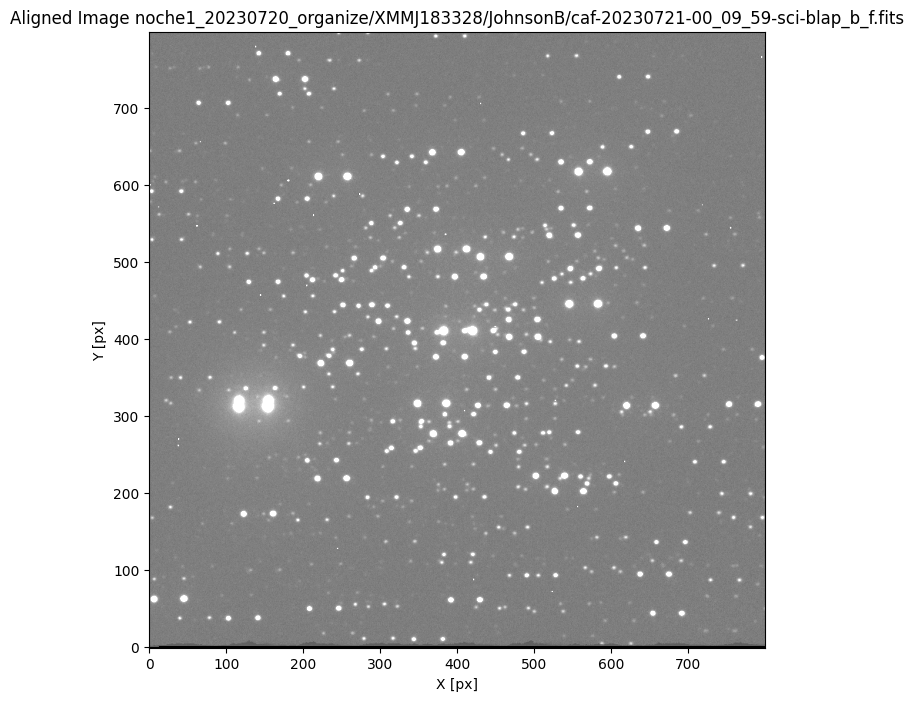 Aligned Image noche1_20230720_organize/XMMJ183328/JohnsonB/caf-20230721-00_09_59-sci-blap_b_f.fits
Y [px]
700
600
500
400
300
200
100
0
0 100 200 300 400 500 600 700
X [px]